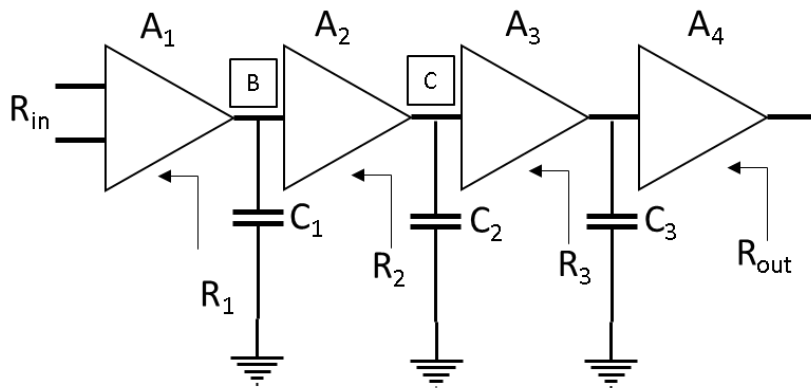 A₁
A₂
A₃
A₄
B
C
Rᵢₙ
C₁
C₂
C₃
R₁
R₂
R₃
Rₒᵤₜ